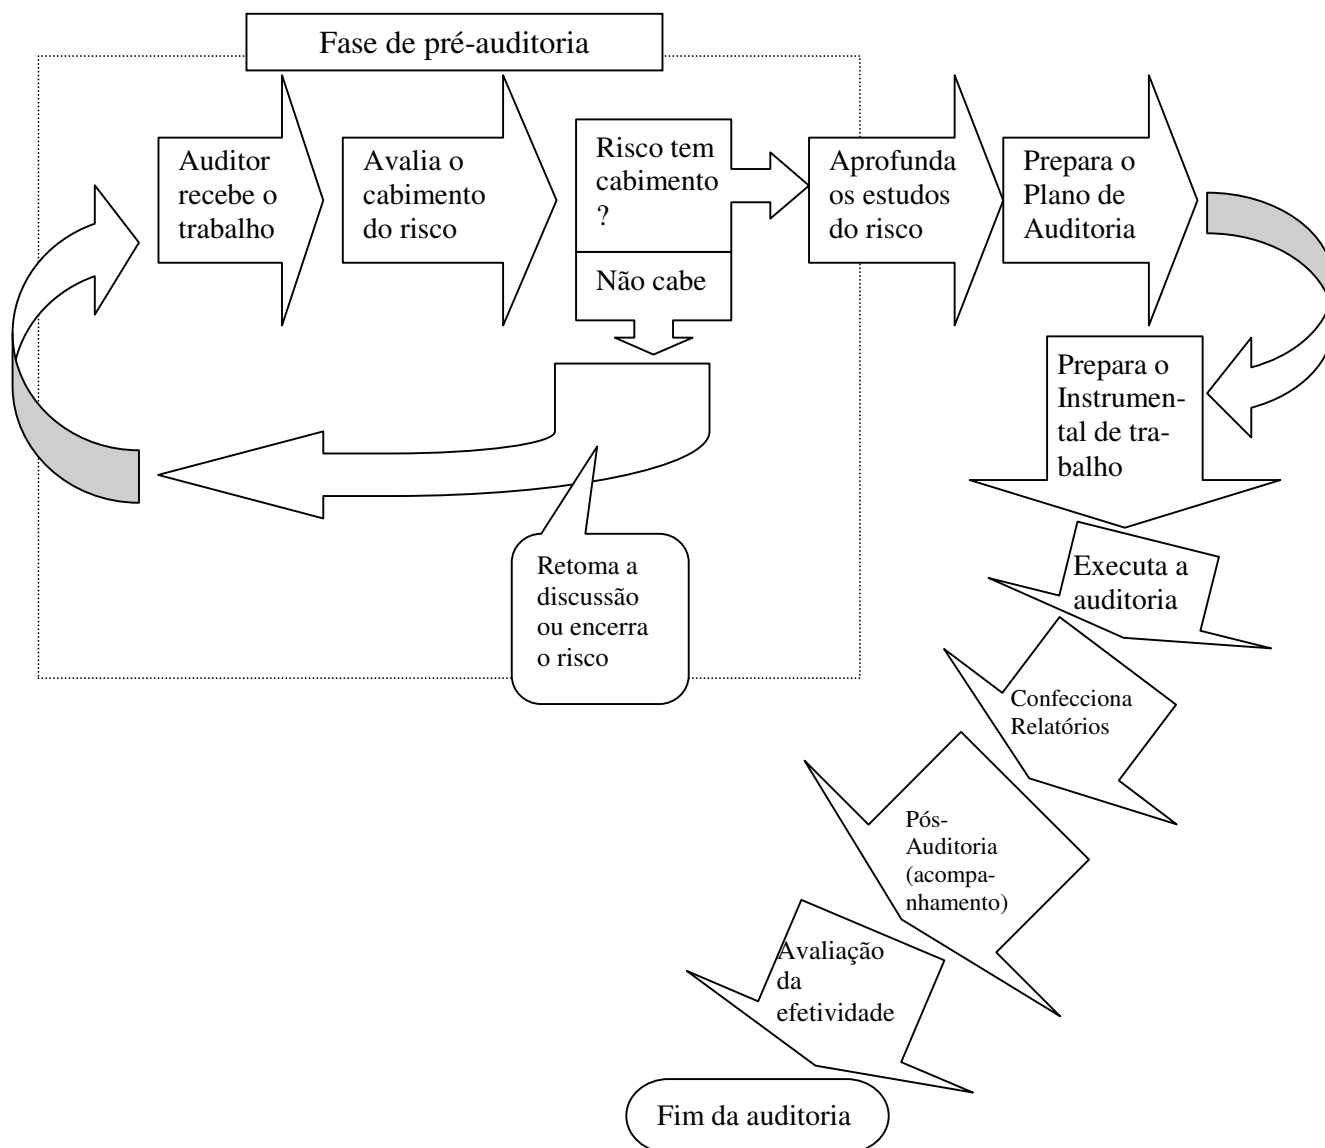 Fase de pré-auditoria
Auditor
recebe o
trabalho
Avalia o
cabimento
do risco
Risco tem
cabimento
?
Não cabe
Aprofunda
os estudos
do risco
Prepara o
Plano de
Auditoria
Prepara o
Instrumen-
tal de tra-
balho
Retoma a
discussão
ou encerra
o risco
Executa a
auditoria
Confecciona
Relatórios
Pós-
Auditoria
(acompa-
nhamento)
Avaliação
da
efetividade
Fim da auditoria